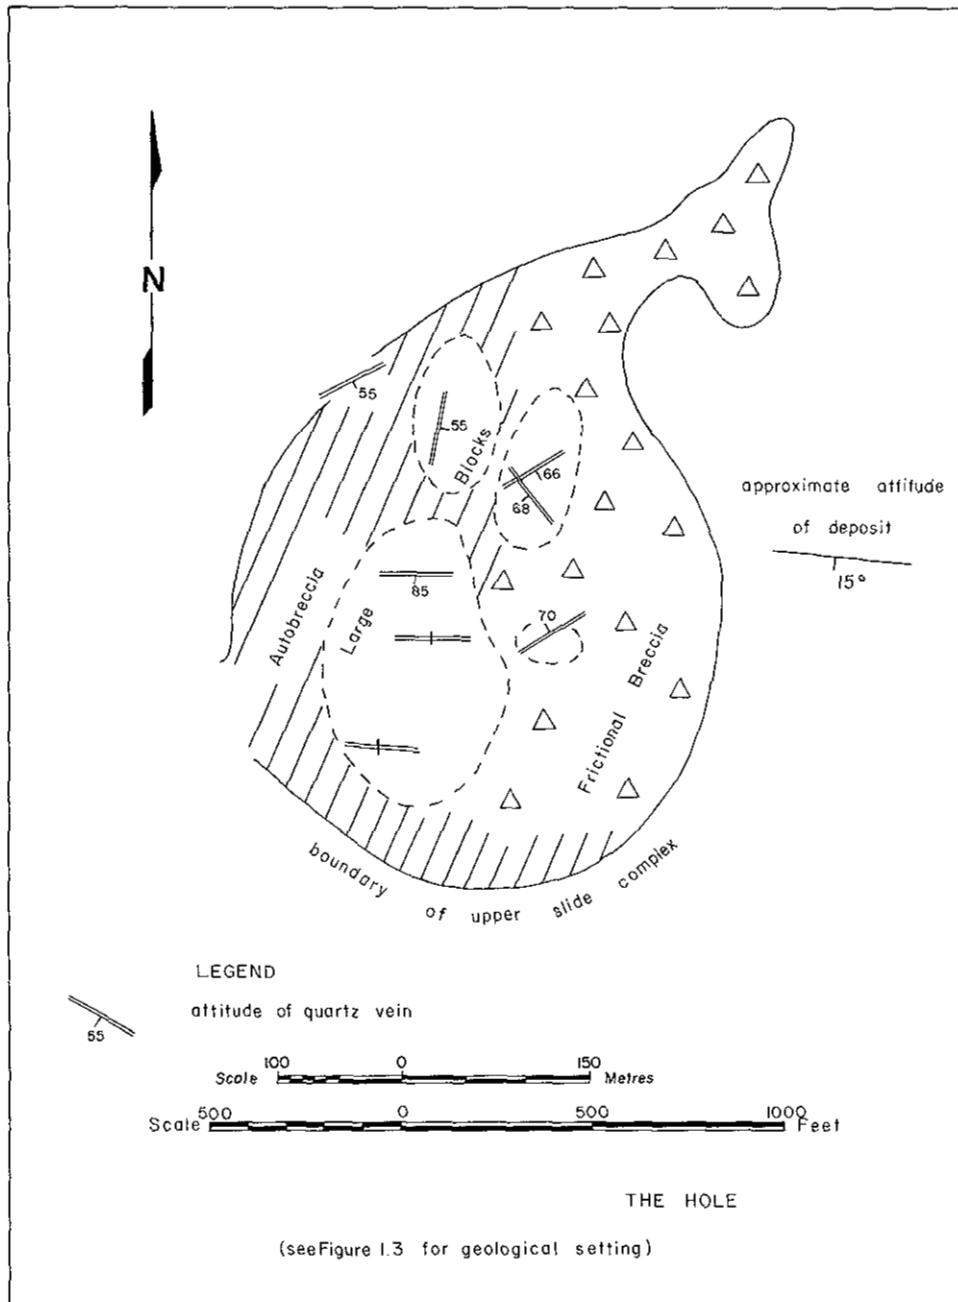 N
55
55
Blocks
66
68
approximate attitude
of deposit
15°
Autobreccia
Large
85
70
Frictional Breccia
boundary of upper slide complex
LEGEND
attitude of quartz vein
55
100 0 150
Scale Metres
500 0 500 1000
Scale Feet
THE HOLE
(see Figure 1.3 for geological setting)